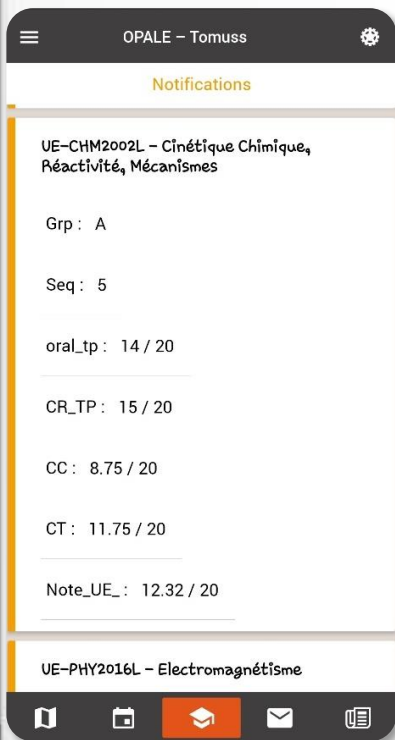 OPALE – Tomuss
Notifications
UE-CHM2002L - Cinétique Chimique,
Réactivité, Mécanismes
Grp : A
Seq : 5
oral_tp : 14 / 20
CR_TP : 15 / 20
CC : 8.75 / 20
CT : 11.75 / 20
Note_UE_ : 12.32 / 20
UE-PHY2016L - Electromagnétisme